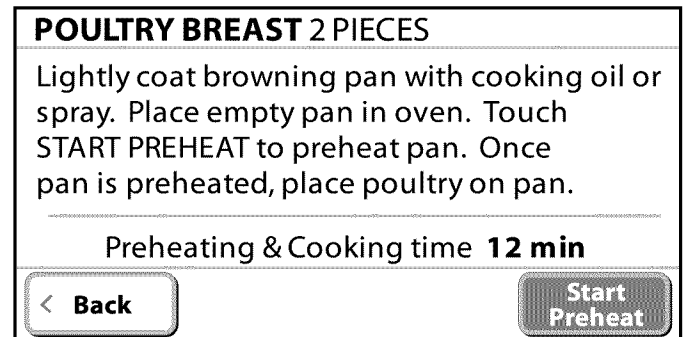 POULTRY BREAST 2 PIECES
Lightly coat browning pan with cooking oil or
spray. Place empty pan in oven. Touch
START PREHEAT to preheat pan. Once
pan is preheated, place poultry on pan.
Preheating & Cooking time 12 min
< Back
Start
Preheat